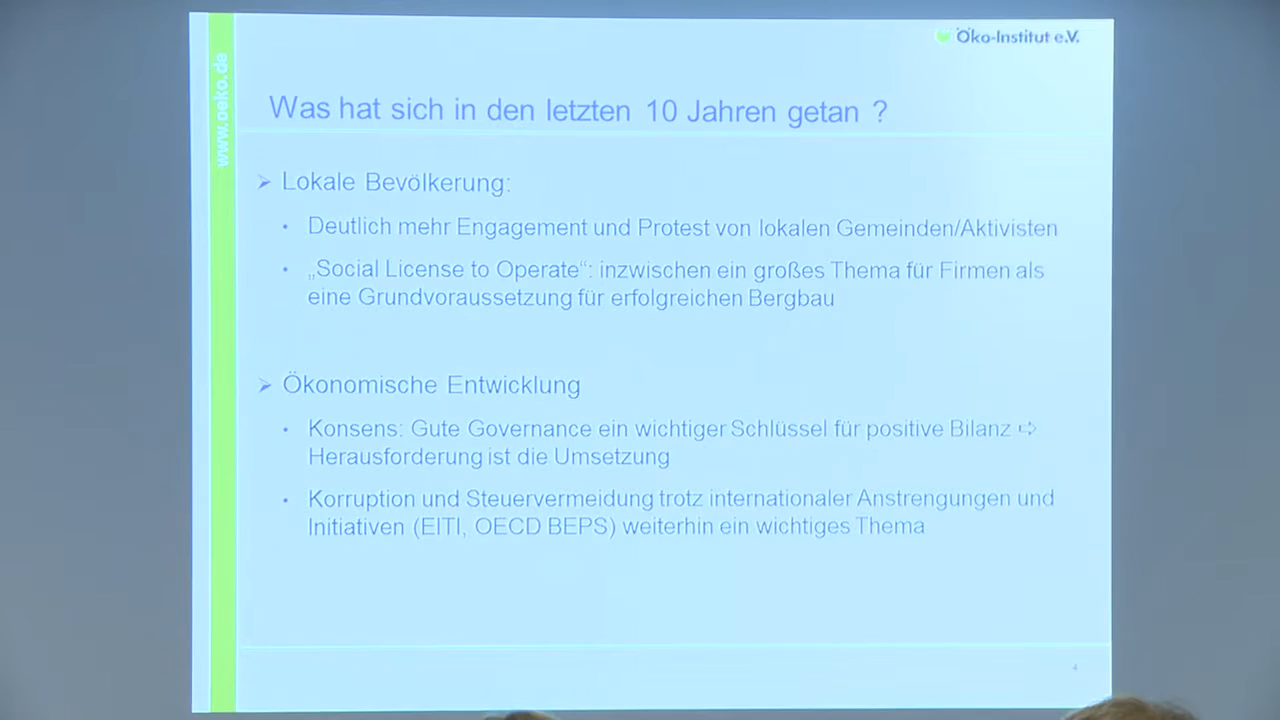 Öko-Institut e.V.
www.oeko.de
Was hat sich in den letzten 10 Jahren getan ?
➢ Lokale Bevölkerung:
• Deutlich mehr Engagement und Protest von lokalen Gemeinden/Aktivisten
• „Social License to Operate“: inzwischen ein großes Thema für Firmen als
eine Grundvoraussetzung für erfolgreichen Bergbau
➢ Ökonomische Entwicklung
• Konsens: Gute Governance ein wichtiger Schlüssel für positive Bilanz ⇨
Herausforderung ist die Umsetzung
• Korruption und Steuervermeidung trotz internationaler Anstrengungen und
Initiativen (EITI, OECD BEPS) weiterhin ein wichtiges Thema
4